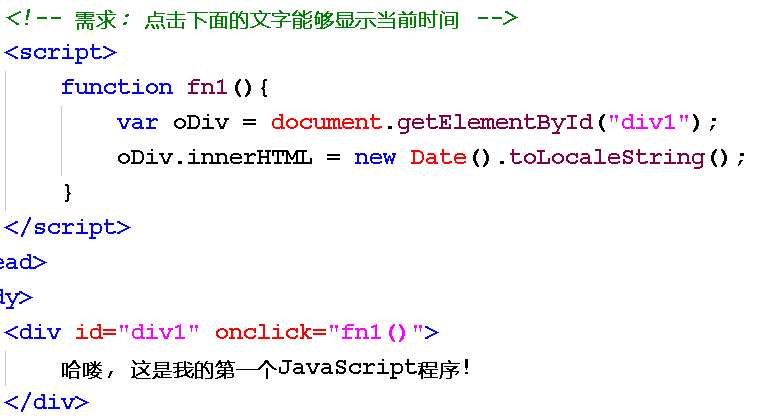 <!-- 需求: 点击下面的文字能够显示当前时间 -->
<script>
function fn1(){
var oDiv = document.getElementById("div1");
oDiv.innerHTML = new Date().toLocaleString();
}
</script>
ead>
dy>
<div id="div1" onclick="fn1()">
哈喽, 这是我的第一个JavaScript程序!
</div>